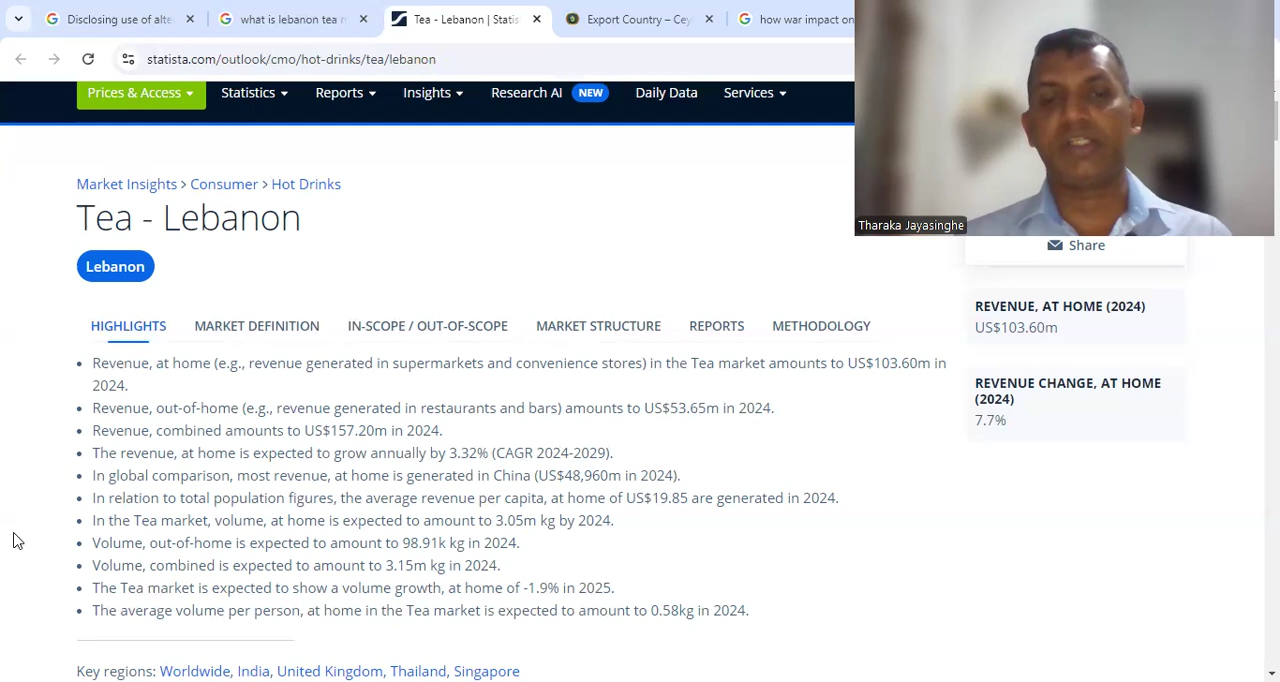 Disclosing use of alte
what is lebanon tea n
Tea - Lebanon | Statis
Export Country – Cey
how war impact on
statista.com/outlook/cmo/hot-drinks/tea/lebanon
Prices & Access
Statistics
Reports
Insights
Research AI
NEW
Daily Data
Services
Market Insights > Consumer > Hot Drinks
Tea - Lebanon
Lebanon
Tharaka Jayasinghe
Share
REVENUE, AT HOME (2024)
US$103.60m
REVENUE CHANGE, AT HOME
(2024)
7.7%
HIGHLIGHTS
MARKET DEFINITION
IN-SCOPE / OUT-OF-SCOPE
MARKET STRUCTURE
REPORTS
METHODOLOGY
• Revenue, at home (e.g., revenue generated in supermarkets and convenience stores) in the Tea market amounts to US$103.60m in
2024.
• Revenue, out-of-home (e.g., revenue generated in restaurants and bars) amounts to US$53.65m in 2024.
• Revenue, combined amounts to US$157.20m in 2024.
• The revenue, at home is expected to grow annually by 3.32% (CAGR 2024-2029).
• In global comparison, most revenue, at home is generated in China (US$48,960m in 2024).
• In relation to total population figures, the average revenue per capita, at home of US$19.85 are generated in 2024.
• In the Tea market, volume, at home is expected to amount to 3.05m kg by 2024.
• Volume, out-of-home is expected to amount to 98.91k kg in 2024.
• Volume, combined is expected to amount to 3.15m kg in 2024.
• The Tea market is expected to show a volume growth, at home of -1.9% in 2025.
• The average volume per person, at home in the Tea market is expected to amount to 0.58kg in 2024.
Key regions: Worldwide, India, United Kingdom, Thailand, Singapore